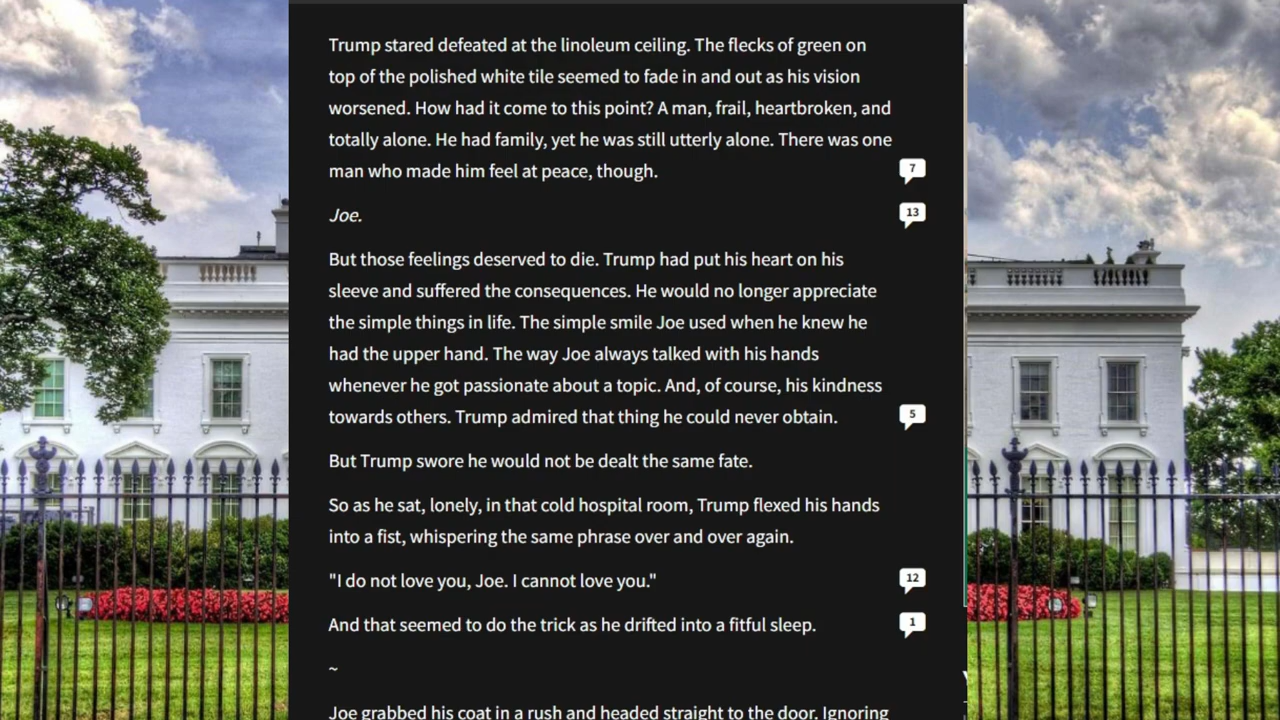 Trump stared defeated at the linoleum ceiling. The flecks of green on
top of the polished white tile seemed to fade in and out as his vision
worsened. How had it come to this point? A man, frail, heartbroken, and
totally alone. He had family, yet he was still utterly alone. There was one
man who made him feel at peace, though.
7
Joe.
13
But those feelings deserved to die. Trump had put his heart on his
sleeve and suffered the consequences. He would no longer appreciate
the simple things in life. The simple smile Joe used when he knew he
had the upper hand. The way Joe always talked with his hands
whenever he got passionate about a topic. And, of course, his kindness
towards others. Trump admired that thing he could never obtain.
5
But Trump swore he would not be dealt the same fate.
So as he sat, lonely, in that cold hospital room, Trump flexed his hands
into a fist, whispering the same phrase over and over again.
"I do not love you, Joe. I cannot love you."
12
And that seemed to do the trick as he drifted into a fitful sleep.
1
~
Joe grabbed his coat in a rush and headed straight to the door. Ignoring